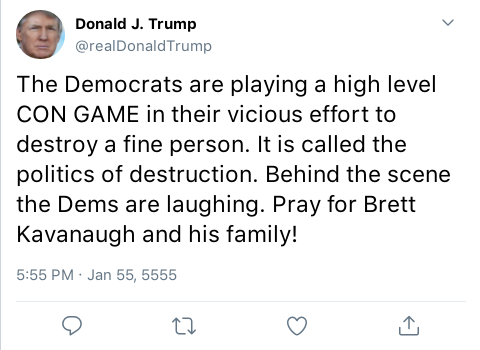 Donald J. Trump
@realDonaldTrump
The Democrats are playing a high level
CON GAME in their vicious effort to
destroy a fine person. It is called the
politics of destruction. Behind the scene
the Dems are laughing. Pray for Brett
Kavanaugh and his family!
5:55 PM · Jan 55, 5555